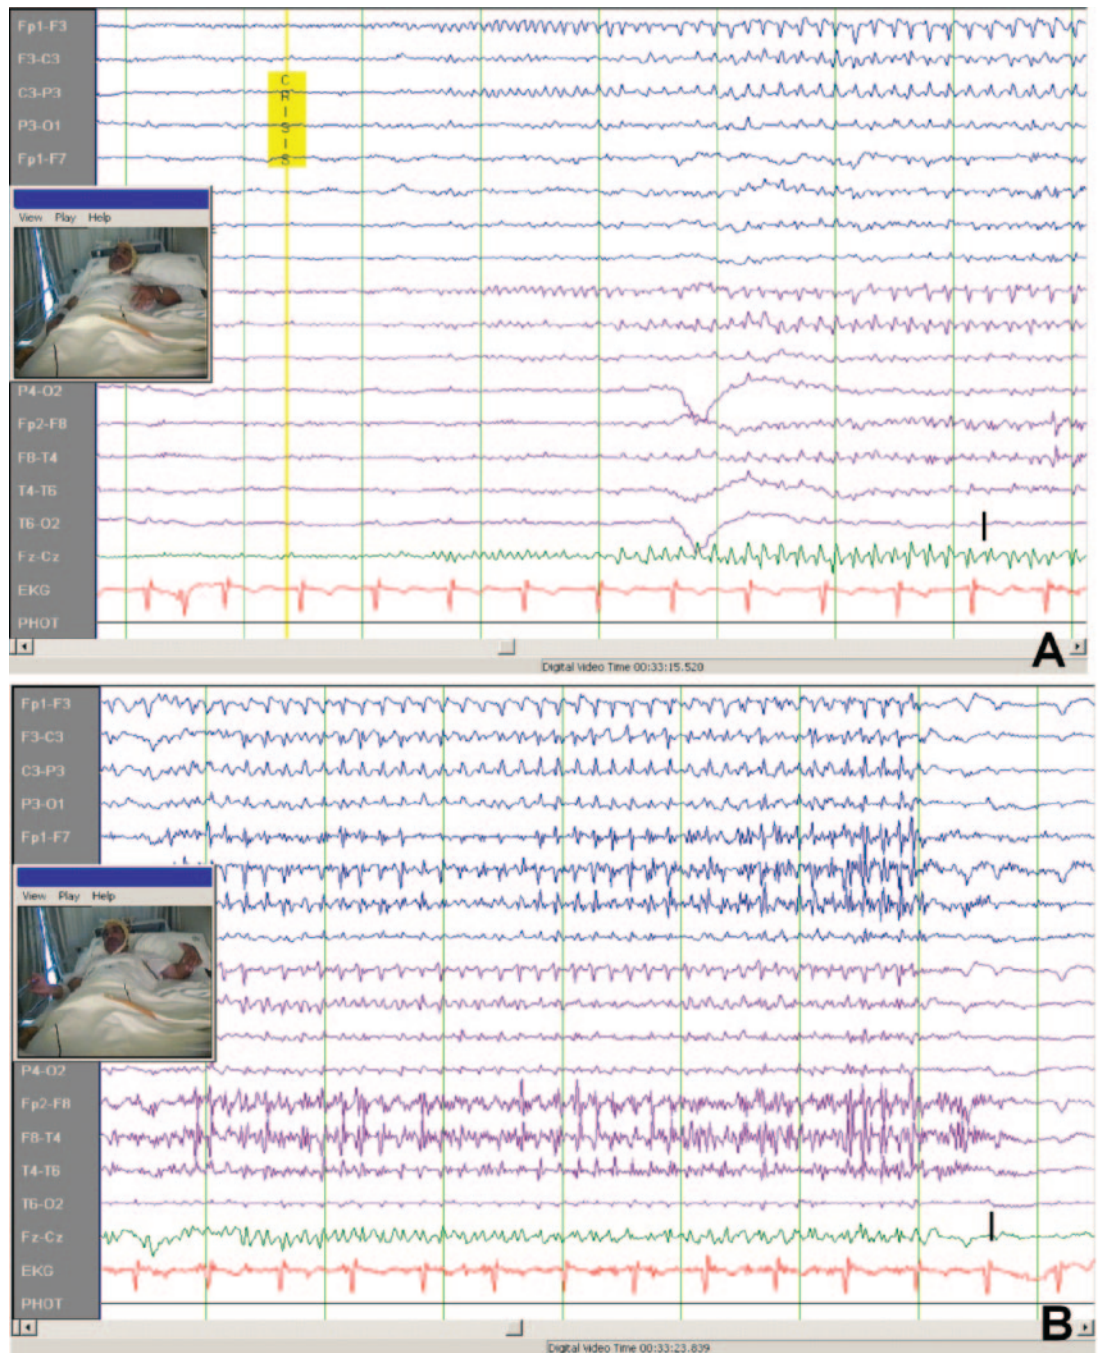 Fp1-F3
F3-C3
C
R
I
S
I
S
C3-P3
P3-O1
Fp1-F7
View Play Help
P4-O2
Fp2-F8
F8-T4
T4-T6
T6-O2
Fz-Cz
EKG
PHOT
A
Digital Video Time 00:33:15.520
Fp1-F3
F3-C3
C3-P3
P3-O1
Fp1-F7
View Play Help
P4-O2
Fp2-F8
F8-T4
T4-T6
T6-O2
Fz-Cz
EKG
PHOT
B
Digital Video Time 00:33:23.839